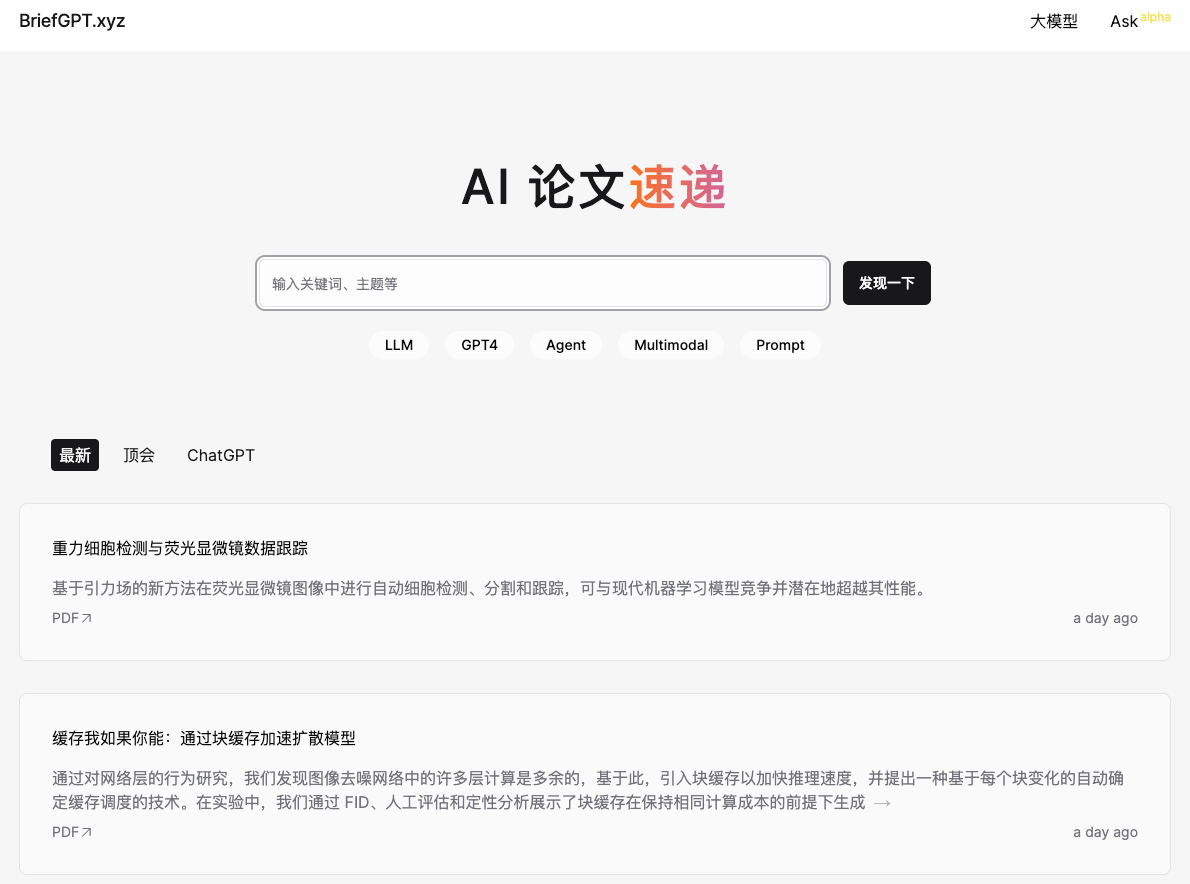 BriefGPT.xyz
大模型
Ask alpha
AI 论文速递
输入关键词、主题等
发现一下
LLM
GPT4
Agent
Multimodal
Prompt
最新
顶会
ChatGPT
重力细胞检测与荧光显微镜数据跟踪
基于引力场的新方法在荧光显微镜图像中进行自动细胞检测、分割和跟踪，可与现代机器学习模型竞争并潜在地超越其性能。
PDF
a day ago
缓存我如果你能：通过块缓存加速扩散模型
通过对网络层的行为研究，我们发现图像去噪网络中的许多层计算是多余的，基于此，引入块缓存以加快推理速度，并提出一种基于每个块变化的自动确
定缓存调度的技术。在实验中，我们通过 FID、人工评估和定性分析展示了块缓存在保持相同计算成本的前提下生成 →
PDF
a day ago